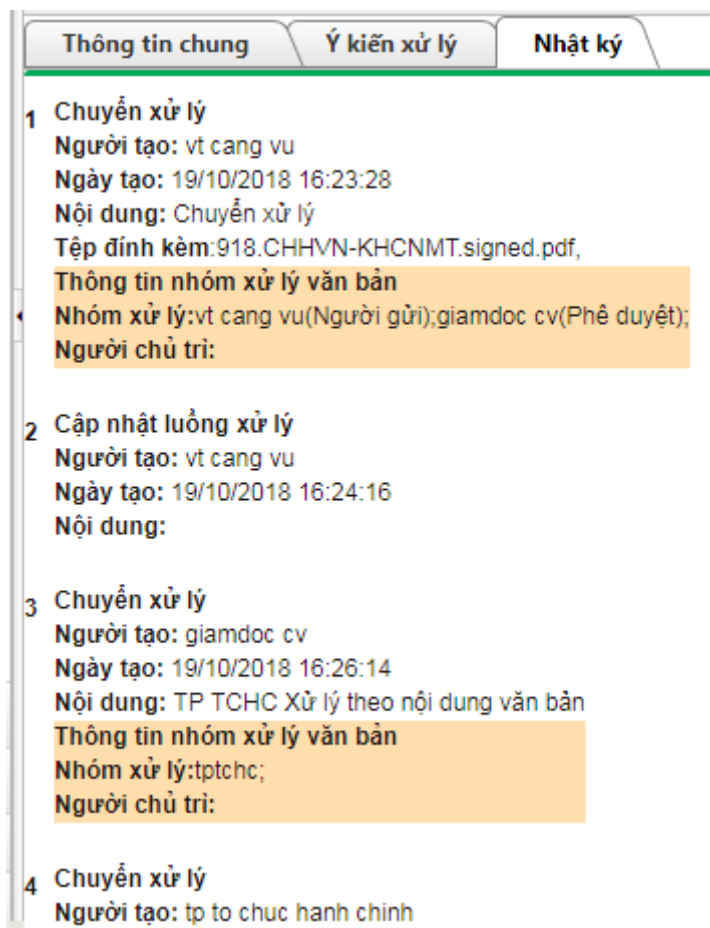 Thông tin chung Ý kiến xử lý Nhật ký
1 Chuyển xử lý
Người tạo: vt cang vu
Ngày tạo: 19/10/2018 16:23:28
Nội dung: Chuyển xử lý
Tệp đính kèm:918.CHHVN-KHCNMT.signed.pdf,
Thông tin nhóm xử lý văn bản
Nhóm xử lý:vt cang vu(Người gửi);giamdoc cv(Phê duyệt);
Người chủ trì:
2 Cập nhật luồng xử lý
Người tạo: vt cang vu
Ngày tạo: 19/10/2018 16:24:16
Nội dung:
3 Chuyển xử lý
Người tạo: giamdoc cv
Ngày tạo: 19/10/2018 16:26:14
Nội dung: TP TCHC Xử lý theo nội dung văn bản
Thông tin nhóm xử lý văn bản
Nhóm xử lý:tptchc;
Người chủ trì:
4 Chuyển xử lý
Người tạo: tp to chuc hanh chinh